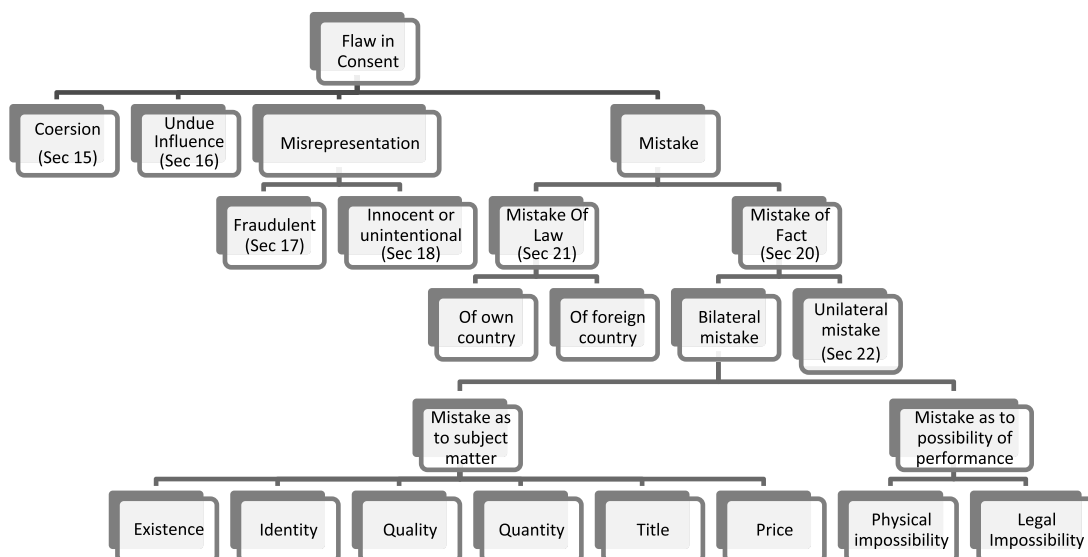 Flaw in
Consent
Coersion
(Sec 15)
Undue
Influence
(Sec 16)
Misrepresentation
Mistake
Fraudulent
(Sec 17)
Innocent or
unintentional
(Sec 18)
Mistake Of
Law
(Sec 21)
Mistake of
Fact
(Sec 20)
Of own
country
Of foreign
country
Bilateral
mistake
Unilateral
mistake
(Sec 22)
Mistake as
to subject
matter
Mistake as to
possibility of
performance
Existence
Identity
Quality
Quantity
Title
Price
Physical
impossibility
Legal
Impossibility